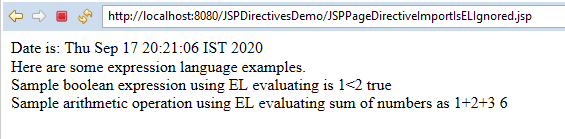 http://localhost:8080/JSPDirectivesDemo/JSPPageDirectiveImportIsELIgnored.jsp
Date is: Thu Sep 17 20:21:06 IST 2020
Here are some expression language examples.
Sample boolean expression using EL evaluating is 1<2 true
Sample arithmetic operation using EL evaluating sum of numbers as 1+2+3 6